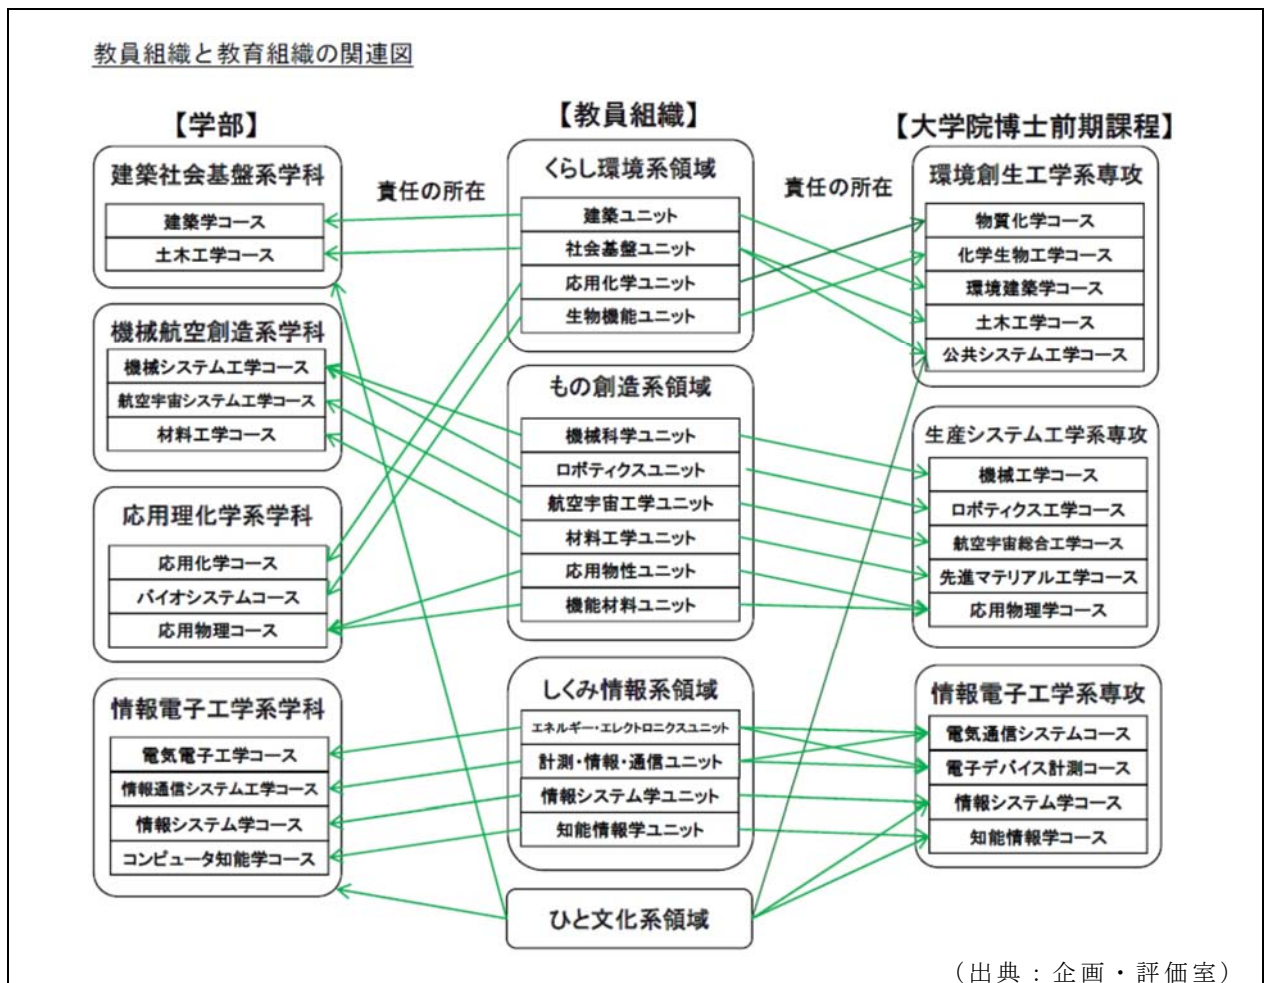 教員組織と教育組織の関連図
【学部】
建築社会基盤系学科
建築学コース
土木工学コース
機械航空創造系学科
機械システム工学コース
航空宇宙システム工学コース
材料工学コース
応用理化学系学科
応用化学コース
バイオシステムコース
応用物理コース
情報電子工学系学科
電気電子工学コース
情報通信システム工学コース
情報システム学コース
コンピュータ知能学コース
責任の所在
【教員組織】
くらし環境系領域
建築ユニット
社会基盤ユニット
応用化学ユニット
生物機能ユニット
もの創造系領域
機械科学ユニット
ロボティクスユニット
航空宇宙工学ユニット
材料工学ユニット
応用物性ユニット
機能材料ユニット
しくみ情報系領域
エネルギー・エレクトロニクスユニット
計測・情報・通信ユニット
情報システム学ユニット
知能情報学ユニット
ひと文化系領域
責任の所在
【大学院博士前期課程】
環境創生工学系専攻
物質化学コース
化学生物工学コース
環境建築学コース
土木工学コース
公共システム工学コース
生産システム工学系専攻
機械工学コース
ロボティクス工学コース
航空宇宙総合工学コース
先進マテリアル工学コース
応用物理学コース
情報電子工学系専攻
電気通信システムコース
電子デバイス計測コース
情報システム学コース
知能情報学コース
（出典：企画・評価室）